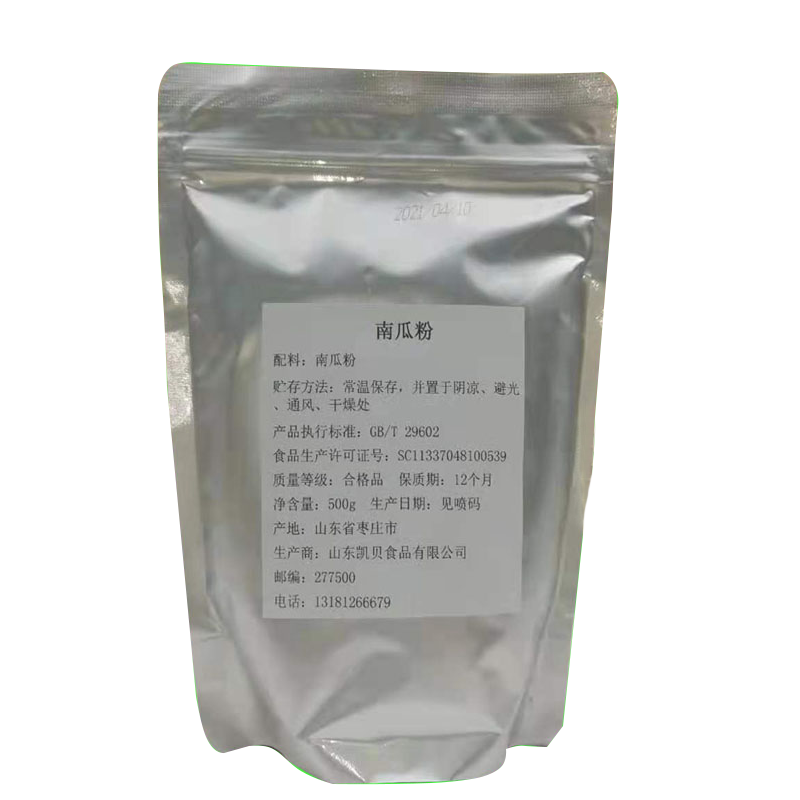 2021 04 10
南瓜粉
配料：南瓜粉
贮存方法：常温保存，并置于阴凉、避光
、通风、干燥处
产品执行标准：GB/T 29602
食品生产许可证号：SC11337048100539
质量等级：合格品 保质期：12个月
净含量：500g 生产日期：见喷码
产地：山东省枣庄市
生产商：山东凯贝食品有限公司
邮编：277500
电话：13181266679